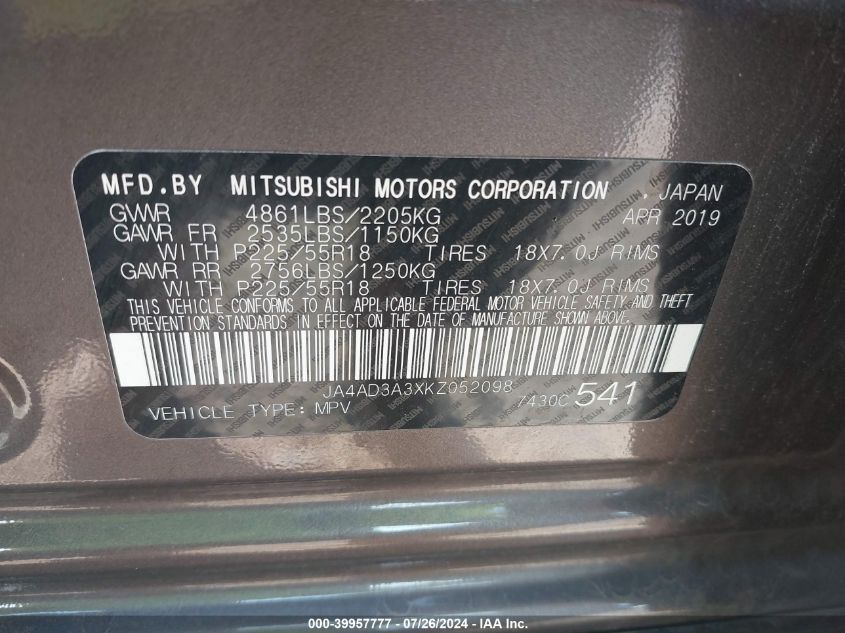 MFD.BY MITSUBISHI MOTORS CORPORATION , JAPAN
GVWR 4861LBS/2205KG APR 2019
GAWR FR 2535LBS/1150KG
WITH P225/55R18 TIRES 18X7.0J RIMS
GAWR RR 2756LBS/1250KG
WITH P225/55R18 TIRES 18X7.0J RIMS
THIS VEHICLE CONFORMS TO ALL APPLICABLE FEDERAL MOTOR VEHICLE SAFETY AND THEFT
PREVENTION STANDARDS IN EFFECT ON THE DATE OF MANUFACTURE SHOWN ABOVE.
JA4AD3A3XKZ052098
VEHICLE TYPE: MPV 7430C 541
000-39957777 - 07/26/2024 - © IAA Inc.